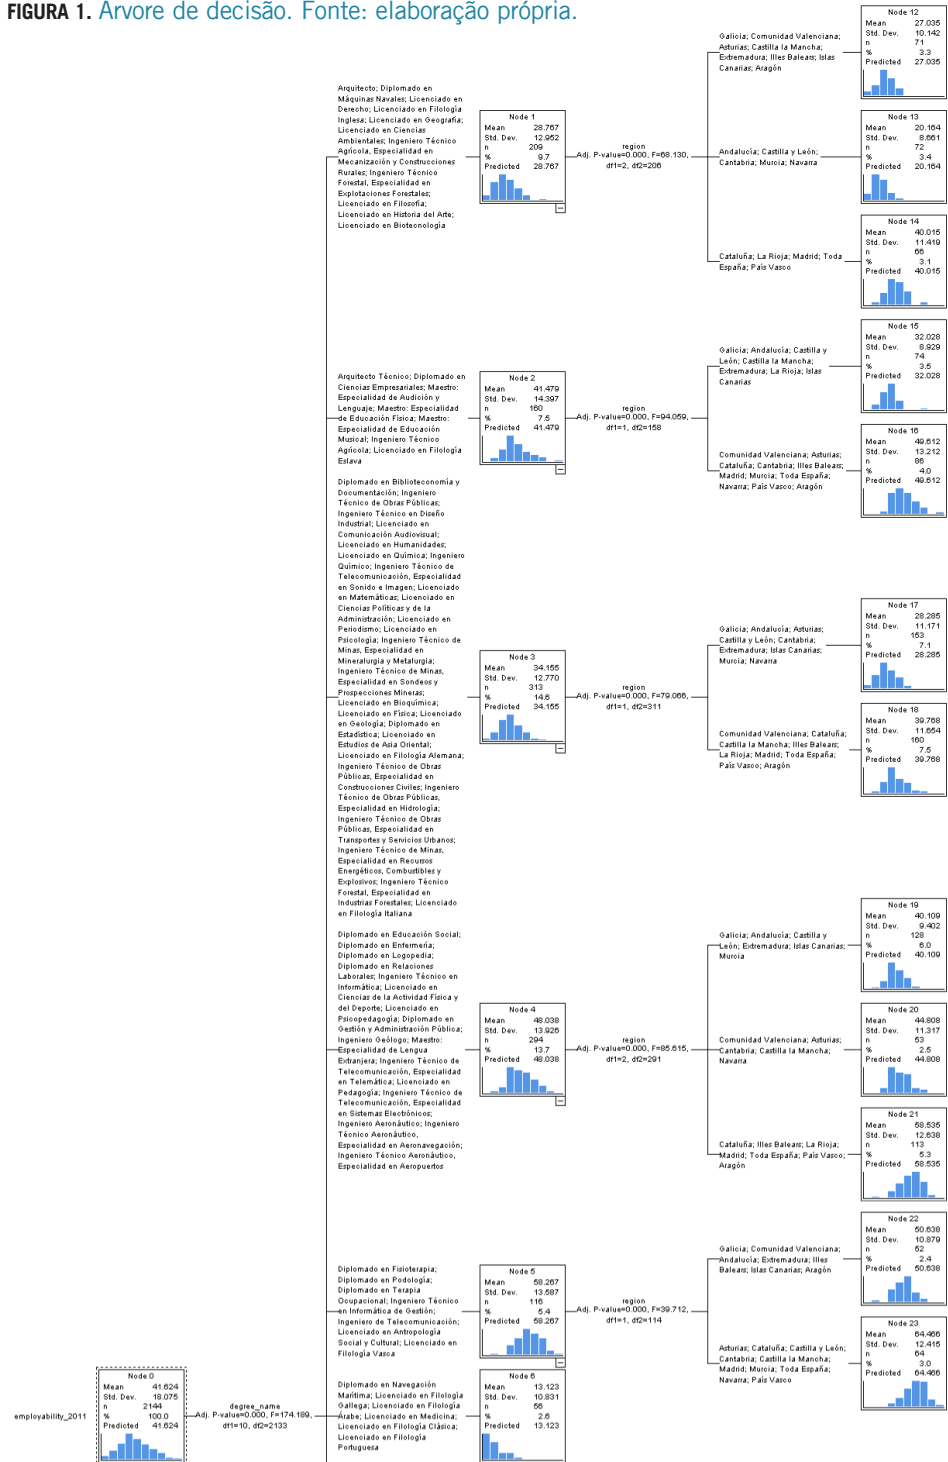 FIGURA 1. Árvore de decisão. Fonte: elaboração própria.
employability_2011
Node 0
Mean 41.624
Std. Dev. 18.075
n 2144
% 100.0
Predicted 41.624
degree_name
Adj. P-value=0.000, F=174.189,
df1=10, df2=2133
Arquitecto; Diplomado en
Máquinas Navales; Licenciado en
Derecho; Licenciado en Filología
Inglesa; Licenciado en Geografía;
Licenciado en Ciencias
Ambientales; Ingeniero Técnico
Agrícola, Especialidad en
Mecanización y Construcciones
Rurales; Ingeniero Técnico
Forestal, Especialidad en
Explotaciones Forestales;
Licenciado en Filosofía;
Licenciado en Historia del Arte;
Licenciado en Biotecnología
Node 1
Mean 28.767
Std. Dev. 12.952
n 209
% 9.7
Predicted 28.767
region
Adj. P-value=0.000, F=68.130,
df1=2, df2=206
Galicia; Comunidad Valenciana;
Asturias; Castilla la Mancha;
Extremadura; Illes Balears; Islas
Canarias; Aragón
Node 12
Mean 27.035
Std. Dev. 10.142
n 71
% 3.3
Predicted 27.035
Andalucía; Castilla y León;
Cantabria; Murcia; Navarra
Node 13
Mean 20.164
Std. Dev. 8.661
n 72
% 3.4
Predicted 20.164
Cataluña; La Rioja; Madrid; Toda
España; País Vasco
Node 14
Mean 40.015
Std. Dev. 11.419
n 66
% 3.1
Predicted 40.015
Arquitecto Técnico; Diplomado en
Ciencias Empresariales; Maestro:
Especialidad de Audición y
Lenguaje; Maestro: Especialidad
de Educación Física; Maestro:
Especialidad de Educación
Musical; Ingeniero Técnico
Agrícola; Licenciado en Filología
Eslava
Node 2
Mean 41.479
Std. Dev. 14.397
n 160
% 7.5
Predicted 41.479
region
Adj. P-value=0.000, F=94.059,
df1=1, df2=158
Galicia; Andalucía; Castilla y
León; Castilla la Mancha;
Extremadura; La Rioja; Islas
Canarias
Node 15
Mean 32.028
Std. Dev. 8.929
n 74
% 3.5
Predicted 32.028
Comunidad Valenciana; Asturias;
Cataluña; Cantabria; Illes Balears;
Madrid; Murcia; Toda España;
Navarra; País Vasco; Aragón
Node 16
Mean 49.612
Std. Dev. 13.212
n 86
% 4.0
Predicted 49.612
Diplomado en Biblioteconomía y
Documentación; Ingeniero
Técnico de Obras Públicas;
Ingeniero Técnico en Diseño
Industrial; Licenciado en
Comunicación Audiovisual;
Licenciado en Humanidades;
Licenciado en Química; Ingeniero
Químico; Ingeniero Técnico de
Telecomunicación, Especialidad
en Sonido e Imagen; Licenciado
en Matemáticas; Licenciado en
Ciencias Políticas y de la
Administración; Licenciado en
Periodismo; Licenciado en
Psicología; Ingeniero Técnico de
Minas, Especialidad en
Mineralurgia y Metalurgia;
Ingeniero Técnico de Minas,
Especialidad en Sondeos y
Prospecciones Mineras;
Licenciado en Bioquímica;
Licenciado en Física; Licenciado
en Geología; Diplomado en
Estadística; Licenciado en
Estudios de Asia Oriental;
Licenciado en Filología Alemana;
Ingeniero Técnico de Obras
Públicas, Especialidad en
Construcciones Civiles; Ingeniero
Técnico de Obras Públicas,
Especialidad en Hidrología;
Ingeniero Técnico de Obras
Públicas, Especialidad en
Transportes y Servicios Urbanos;
Ingeniero Técnico de Minas,
Especialidad en Recursos
Energéticos, Combustibles y
Explosivos; Ingeniero Técnico
Forestal, Especialidad en
Industrias Forestales; Licenciado
en Filología Italiana
Node 3
Mean 34.155
Std. Dev. 12.770
n 313
% 14.6
Predicted 34.155
region
Adj. P-value=0.000, F=79.066,
df1=1, df2=311
Galicia; Andalucía; Asturias;
Castilla y León; Cantabria;
Extremadura; Islas Canarias;
Murcia; Navarra
Node 17
Mean 28.285
Std. Dev. 11.171
n 153
% 7.1
Predicted 28.285
Comunidad Valenciana; Cataluña;
Castilla la Mancha; Illes Balears;
La Rioja; Madrid; Toda España;
País Vasco; Aragón
Node 18
Mean 39.768
Std. Dev. 11.654
n 160
% 7.5
Predicted 39.768
Diplomado en Educación Social;
Diplomado en Enfermería;
Diplomado en Logopedia;
Diplomado en Relaciones
Laborales; Ingeniero Técnico en
Informática; Licenciado en
Ciencias de la Actividad Física y
del Deporte; Licenciado en
Psicopedagogía; Diplomado en
Gestión y Administración Pública;
Ingeniero Geólogo; Maestro:
Especialidad de Lengua
Extranjera; Ingeniero Técnico de
Telecomunicación, Especialidad
en Telemática; Licenciado en
Pedagogía; Ingeniero Técnico de
Telecomunicación, Especialidad
en Sistemas Electrónicos;
Ingeniero Aeronáutico; Ingeniero
Técnico Aeronáutico,
Especialidad en Aeronavegación;
Ingeniero Técnico Aeronáutico,
Especialidad en Aeropuertos
Node 4
Mean 48.038
Std. Dev. 13.926
n 294
% 13.7
Predicted 48.038
region
Adj. P-value=0.000, F=85.615,
df1=2, df2=291
Galicia; Andalucía; Castilla y
León; Extremadura; Islas Canarias;
Murcia
Node 19
Mean 40.109
Std. Dev. 9.402
n 128
% 6.0
Predicted 40.109
Comunidad Valenciana; Asturias;
Cantabria; Castilla la Mancha;
Navarra
Node 20
Mean 44.808
Std. Dev. 11.317
n 53
% 2.5
Predicted 44.808
Cataluña; Illes Balears; La Rioja;
Madrid; Toda España; País Vasco;
Aragón
Node 21
Mean 58.535
Std. Dev. 12.638
n 113
% 5.3
Predicted 58.535
Diplomado en Fisioterapia;
Diplomado en Podología;
Diplomado en Terapia
Ocupacional; Ingeniero Técnico
en Informática de Gestión;
Ingeniero de Telecomunicación;
Licenciado en Antropología
Social y Cultural; Licenciado en
Filología Vasca
Node 5
Mean 58.267
Std. Dev. 13.587
n 116
% 5.4
Predicted 58.267
region
Adj. P-value=0.000, F=39.712,
df1=1, df2=114
Galicia; Comunidad Valenciana;
Andalucía; Extremadura; Illes
Balears; Islas Canarias; Aragón
Node 22
Mean 50.638
Std. Dev. 10.879
n 52
% 2.4
Predicted 50.638
Asturias; Cataluña; Castilla y León;
Cantabria; Castilla la Mancha;
Madrid; Murcia; Toda España;
Navarra; País Vasco
Node 23
Mean 64.466
Std. Dev. 12.415
n 64
% 3.0
Predicted 64.466
Diplomado en Navegación
Marítima; Licenciado en Filología
Gallega; Licenciado en Filología
Árabe; Licenciado en Medicina;
Licenciado en Filología Clásica;
Licenciado en Filología
Portuguesa
Node 6
Mean 13.123
Std. Dev. 10.831
n 56
% 2.6
Predicted 13.123